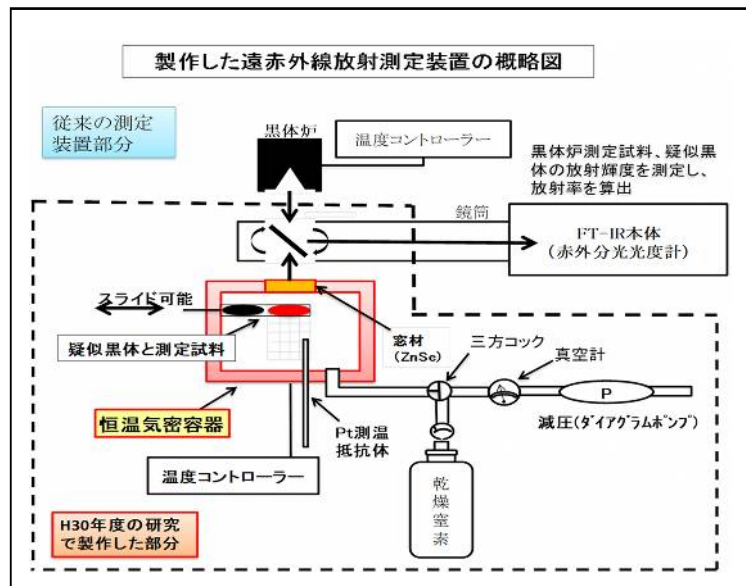 製作した遠赤外線放射測定装置の概略図
従来の測定
装置部分
黒体炉
温度コントローラー
黒体炉測定試料、疑似黒
体の放射輝度を測定し、
放射率を算出
鏡筒
FT-IR本体
(赤外分光光度計)
スライド可能
疑似黒体と測定試料
窓材
(ZnSe)
三方コック
真空計
P
減圧(ダイアグラムポンプ)
恒温気密容器
Pt測温
抵抗体
温度コントローラー
乾
燥
窒
素
H30年度の研究
で製作した部分